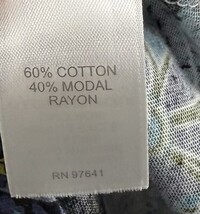 60% COTTON
40% MODAL
RAYON
RN 97641